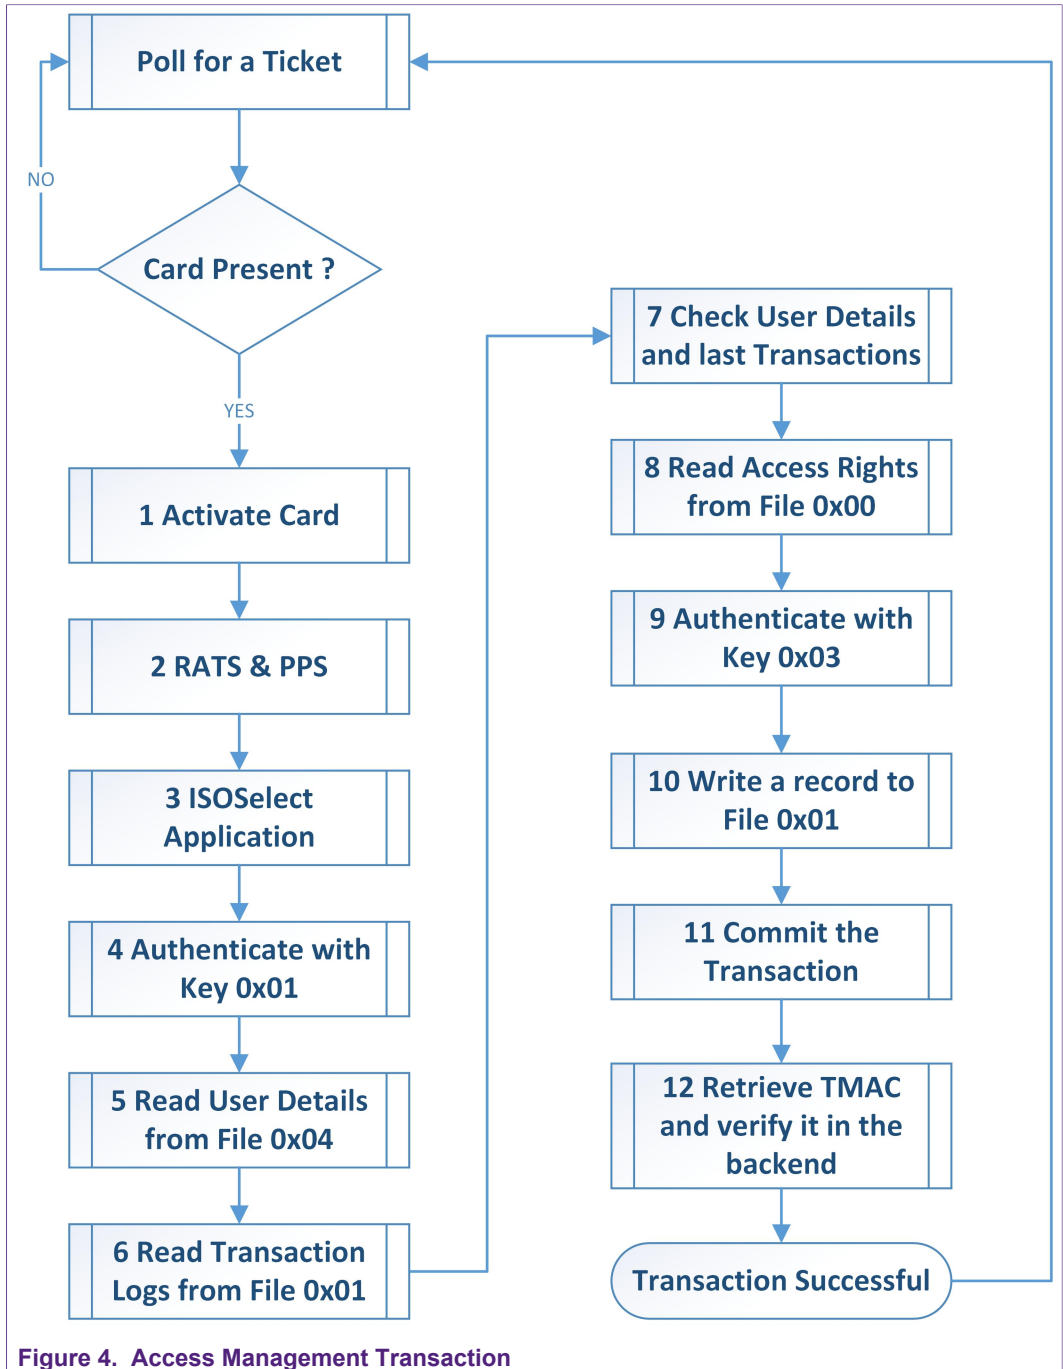 Poll for a Ticket
NO
Card Present ?
YES
1 Activate Card
2 RATS & PPS
3 ISOSelect
Application
4 Authenticate with
Key 0x01
5 Read User Details
from File 0x04
6 Read Transaction
Logs from File 0x01
7 Check User Details
and last Transactions
8 Read Access Rights
from File 0x00
9 Authenticate with
Key 0x03
10 Write a record to
File 0x01
11 Commit the
Transaction
12 Retrieve TMAC
and verify it in the
backend
Transaction Successful
Figure 4. Access Management Transaction